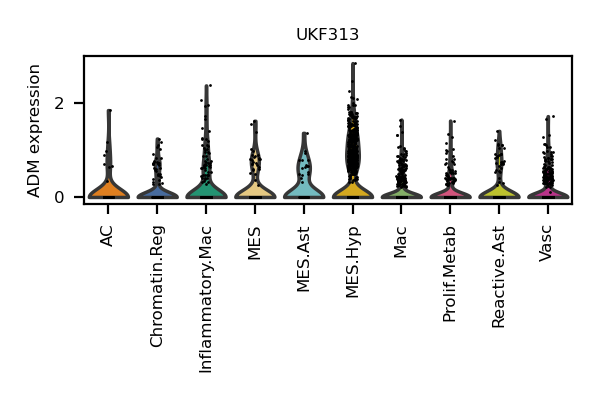 UKF313
ADM expression
2
0
AC
Chromatin.Reg
Inflammatory.Mac
MES
MES.Ast
MES.Hyp
Mac
Prolif.Metab
Reactive.Ast
Vasc